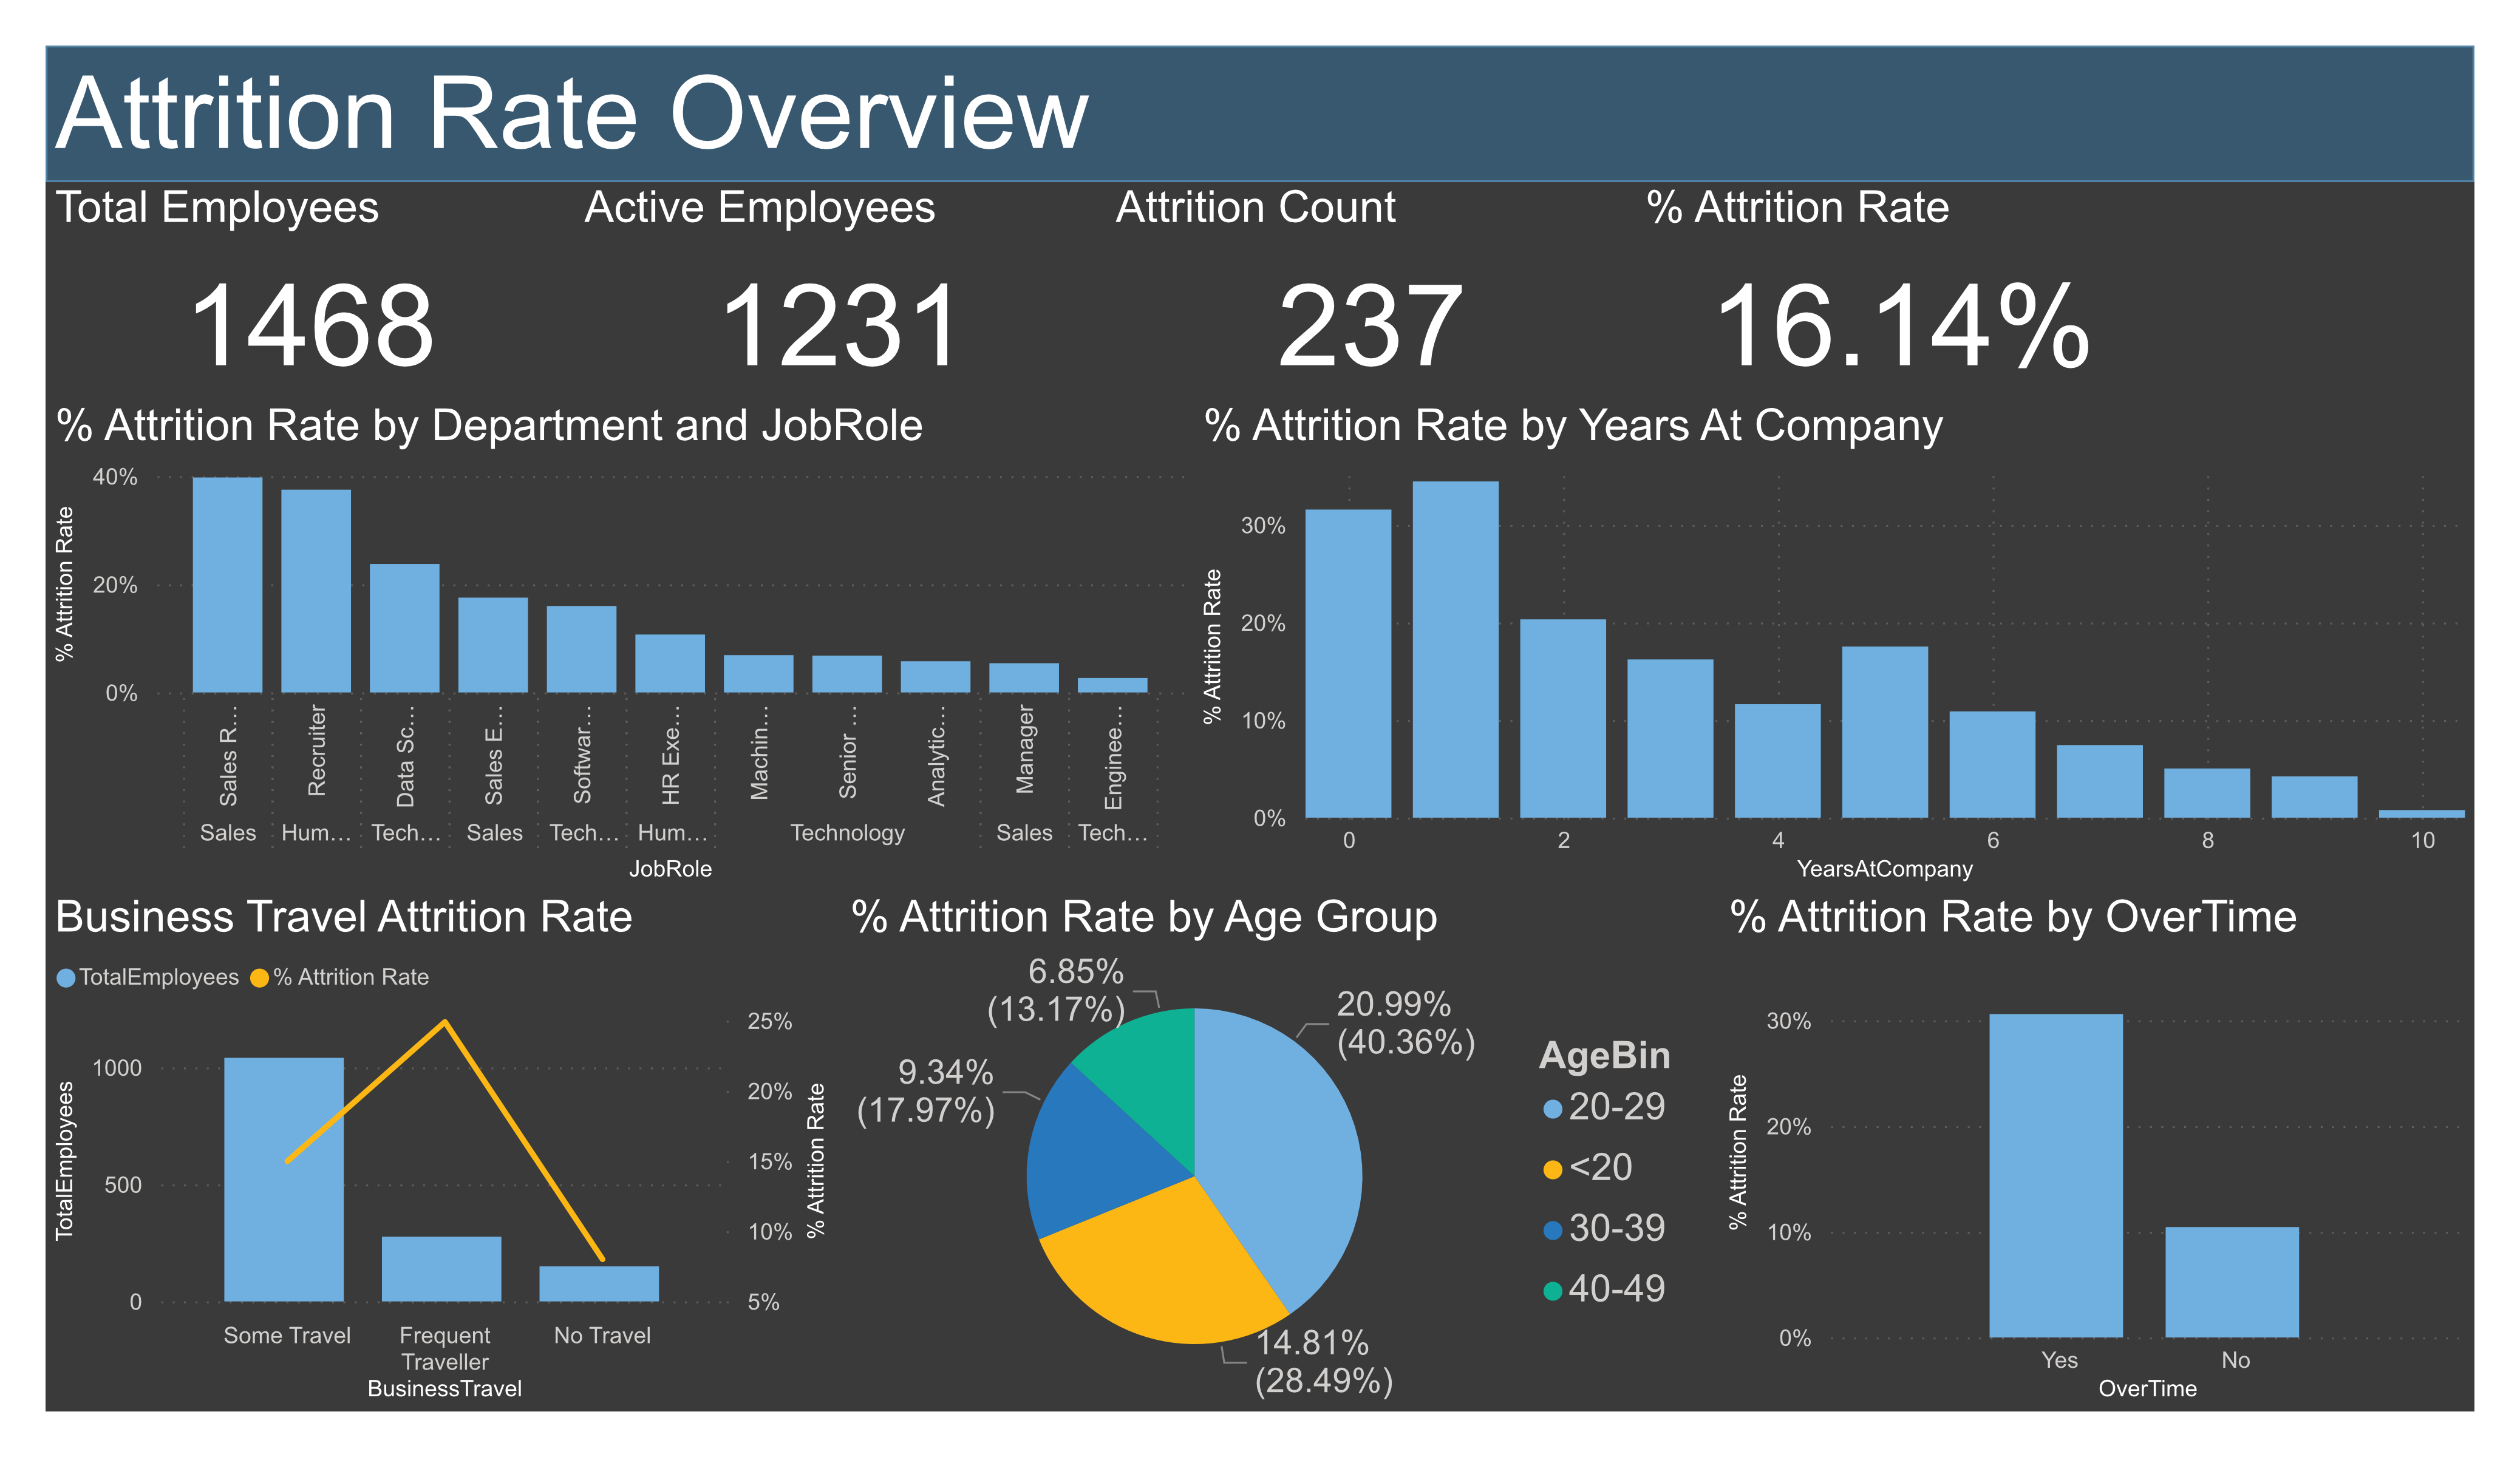 Attrition Rate Overview
Total Employees
Active Employees
Attrition Count
% Attrition Rate
1468
1231
237
16.14%
% Attrition Rate by Department and JobRole
% Attrition Rate
40%
20%
0%
Sales R…
Recruiter
Data Sc…
Sales E…
Softwar…
HR Exe…
Machin…
Senior …
Analytic…
Manager
Enginee…
Sales
Hum…
Tech…
Sales
Tech…
Hum…
Technology
Sales
Tech…
JobRole
% Attrition Rate by Years At Company
% Attrition Rate
30%
20%
10%
0%
0
2
4
6
8
10
YearsAtCompany
Business Travel Attrition Rate
TotalEmployees
% Attrition Rate
TotalEmployees
1000
500
0
25%
20%
15%
10%
5%
% Attrition Rate
Some Travel
Frequent
Traveller
No Travel
BusinessTravel
% Attrition Rate by Age Group
6.85%
(13.17%)
20.99%
(40.36%)
9.34%
(17.97%)
14.81%
(28.49%)
AgeBin
20-29
<20
30-39
40-49
% Attrition Rate by OverTime
% Attrition Rate
30%
20%
10%
0%
Yes
No
OverTime